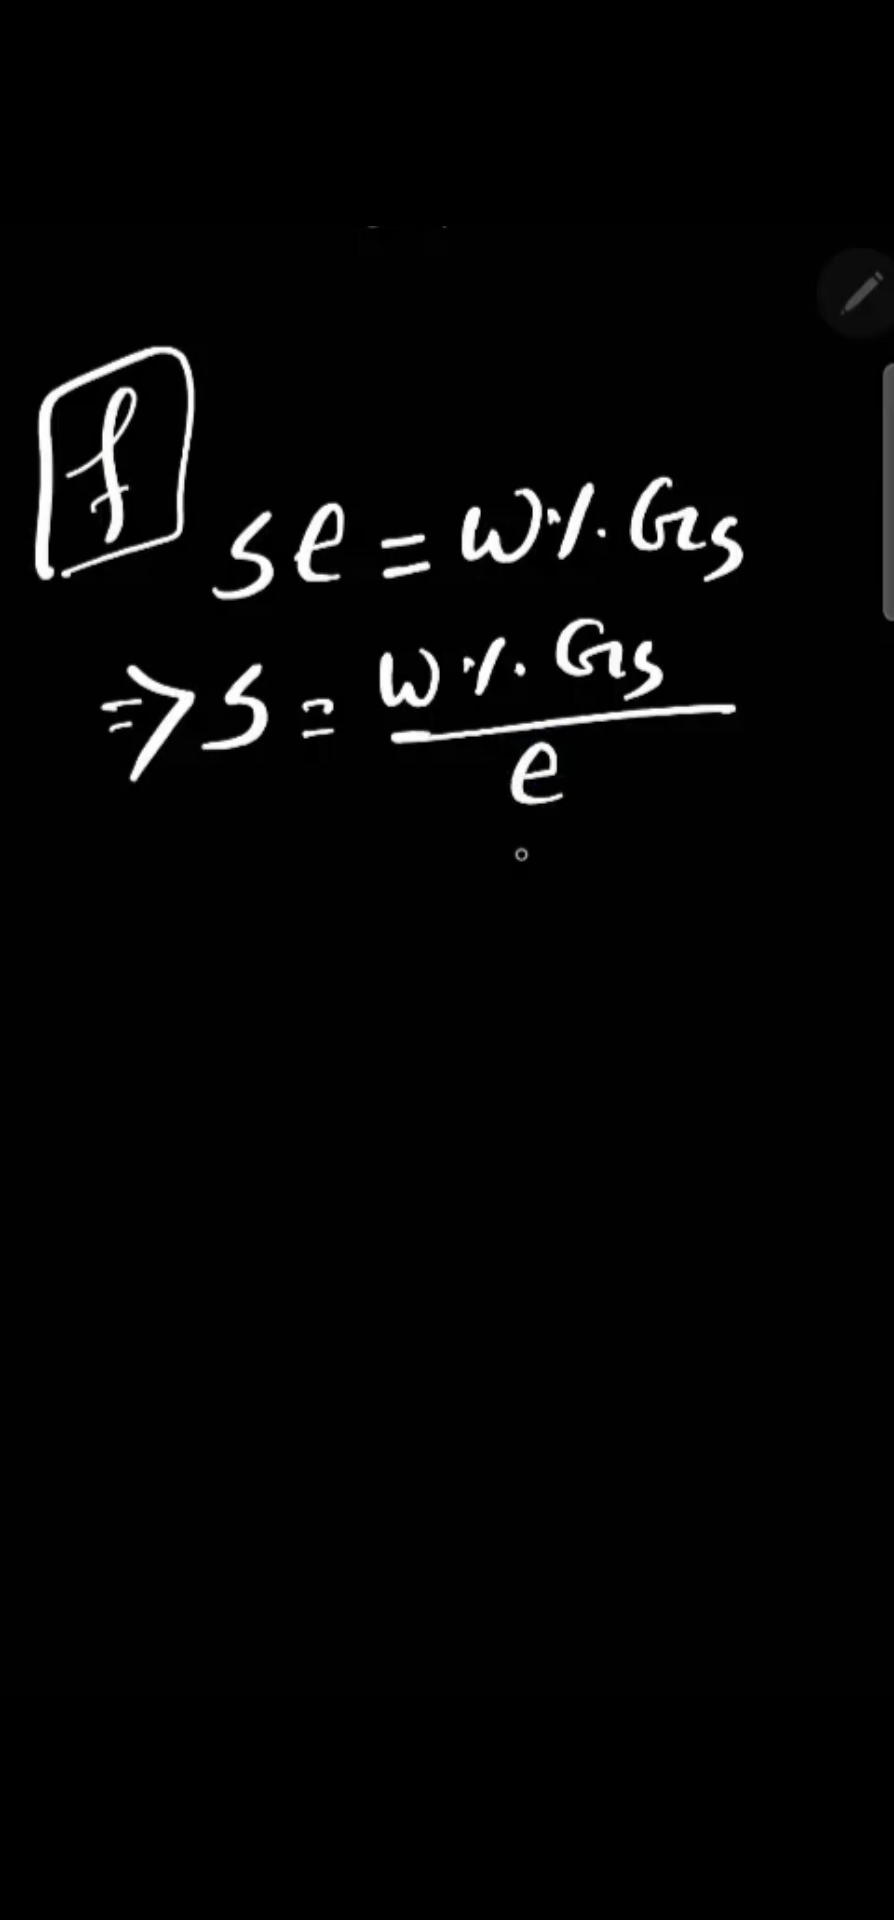 f
se = w%. Gs
=> s = w%. Gs
e